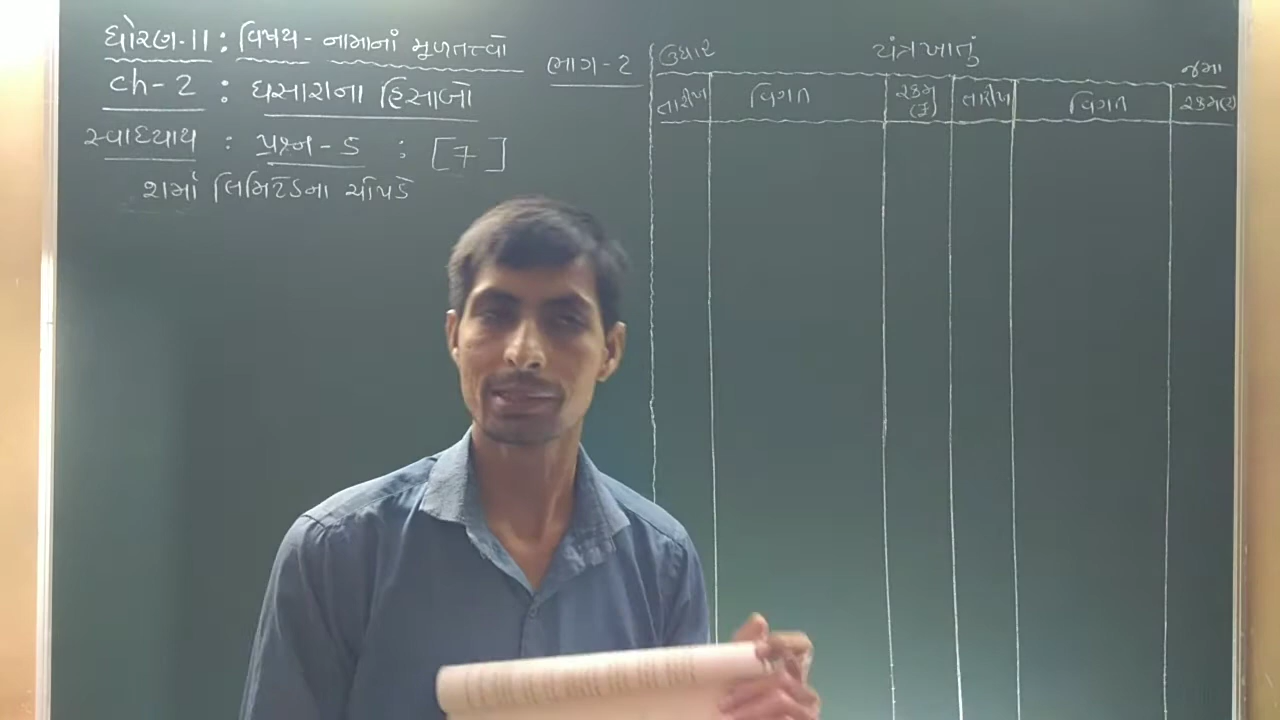 ધોરણ-11 : વિષય - નામાનાં મૂળતત્ત્વો
ભાગ-2
ch-2 : ઘસારાના હિસાબો
સ્વાધ્યાય : પ્રશ્ન-5 : [7]
શર્મા લિમિટેડના ચોપડે
ઉધાર યંત્રખાતું જમા
તારીખ વિગત રકમ(₹) તારીખ વિગત રકમ(₹)